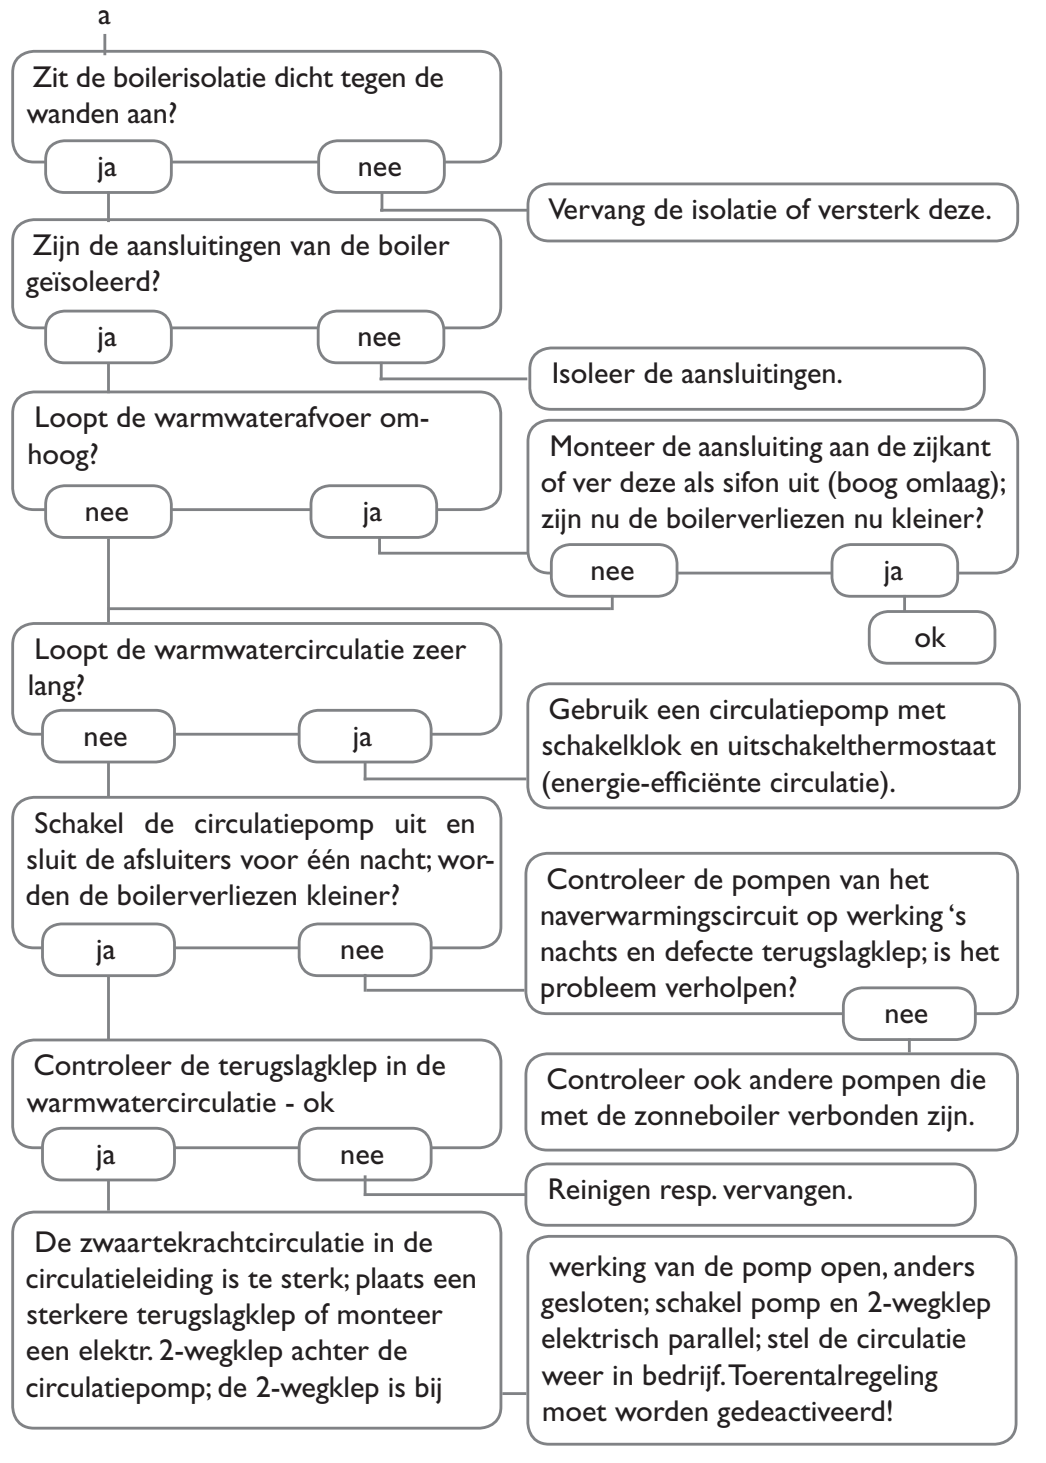 a
Zit de boilerisolatie dicht tegen de
wanden aan?
ja
nee
Vervang de isolatie of versterk deze.
Zijn de aansluitingen van de boiler
geïsoleerd?
ja
nee
Isoleer de aansluitingen.
Loopt de warmwaterafvoer om-
hoog?
nee
ja
Monteer de aansluiting aan de zijkant
of ver deze als sifon uit (boog omlaag);
zijn nu de boilerverliezen nu kleiner?
nee
ja
ok
Loopt de warmwatercirculatie zeer
lang?
nee
ja
Gebruik een circulatiepomp met
schakelklok en uitschakelthermostaat
(energie-efficiënte circulatie).
Schakel de circulatiepomp uit en
sluit de afsluiters voor één nacht; wor-
den de boilerverliezen kleiner?
ja
nee
Controleer de pompen van het
naverwarmingscircuit op werking ‘s
nachts en defecte terugslagklep; is het
probleem verholpen?
nee
Controleer ook andere pompen die
met de zonneboiler verbonden zijn.
Controleer de terugslagklep in de
warmwatercirculatie - ok
ja
nee
Reinigen resp. vervangen.
De zwaartekrachtcirculatie in de
circulatieleiding is te sterk; plaats een
sterkere terugslagklep of monteer
een elektr. 2-wegklep achter de
circulatiepomp; de 2-wegklep is bij
werking van de pomp open, anders
gesloten; schakel pomp en 2-wegklep
elektrisch parallel; stel de circulatie
weer in bedrijf. Toerentalregeling
moet worden gedeactiveerd!